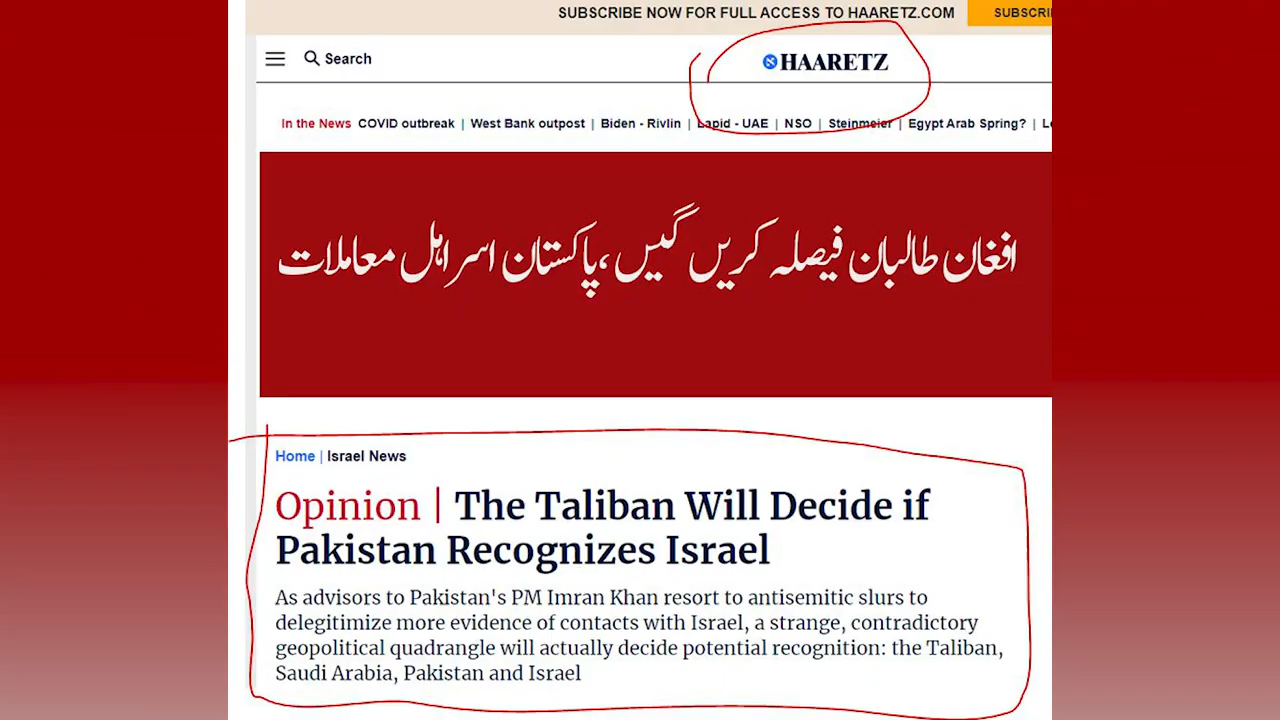 SUBSCRIBE NOW FOR FULL ACCESS TO HAARETZ.COM SUBSCRI
Search HAARETZ
In the News COVID outbreak | West Bank outpost | Biden - Rivlin | Lapid - UAE | NSO | Steinmeier | Egypt Arab Spring? | L
افغان طالبان فیصلہ کریں گیں، پاکستان اسراہل معاملات
Home | Israel News
Opinion | The Taliban Will Decide if
Pakistan Recognizes Israel
As advisors to Pakistan's PM Imran Khan resort to antisemitic slurs to
delegitimize more evidence of contacts with Israel, a strange, contradictory
geopolitical quadrangle will actually decide potential recognition: the Taliban,
Saudi Arabia, Pakistan and Israel